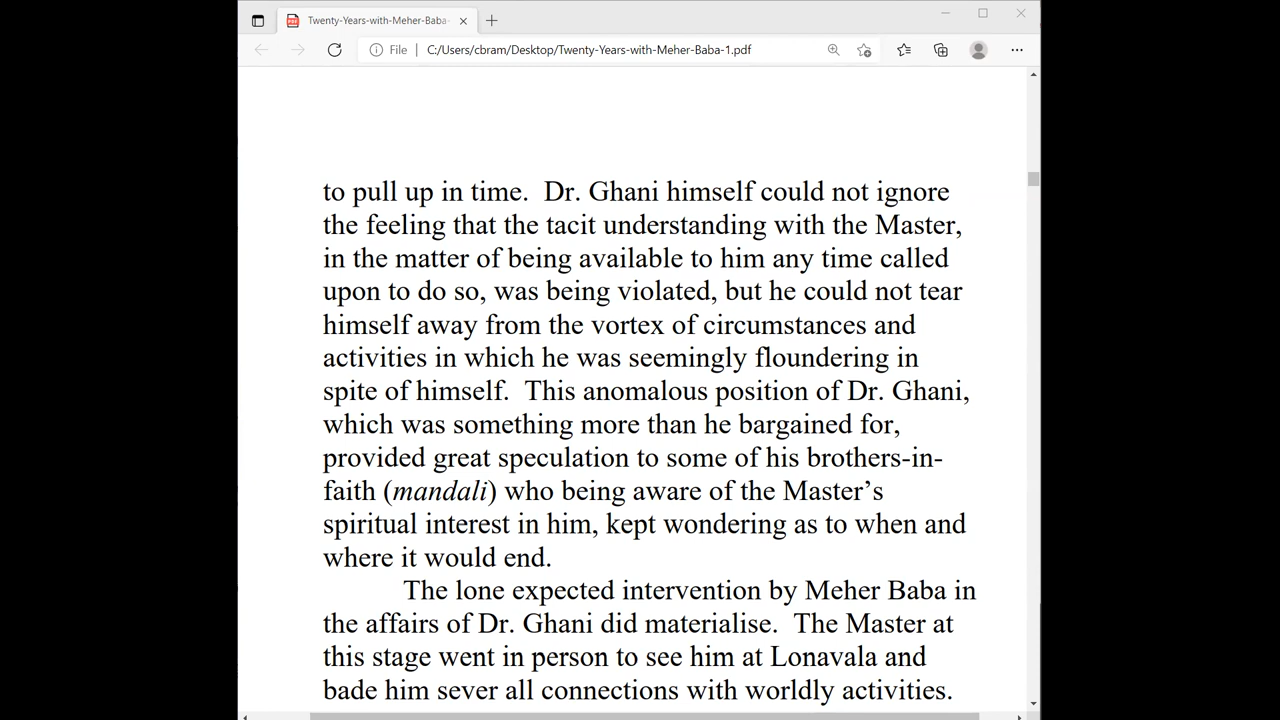 Twenty-Years-with-Meher-Baba-
File
C:/Users/cbram/Desktop/Twenty-Years-with-Meher-Baba-1.pdf
to pull up in time.  Dr. Ghani himself could not ignore
the feeling that the tacit understanding with the Master,
in the matter of being available to him any time called
upon to do so, was being violated, but he could not tear
himself away from the vortex of circumstances and
activities in which he was seemingly floundering in
spite of himself.  This anomalous position of Dr. Ghani,
which was something more than he bargained for,
provided great speculation to some of his brothers-in-
faith (mandali) who being aware of the Master's
spiritual interest in him, kept wondering as to when and
where it would end.
The lone expected intervention by Meher Baba in
the affairs of Dr. Ghani did materialise.  The Master at
this stage went in person to see him at Lonavala and
bade him sever all connections with worldly activities.